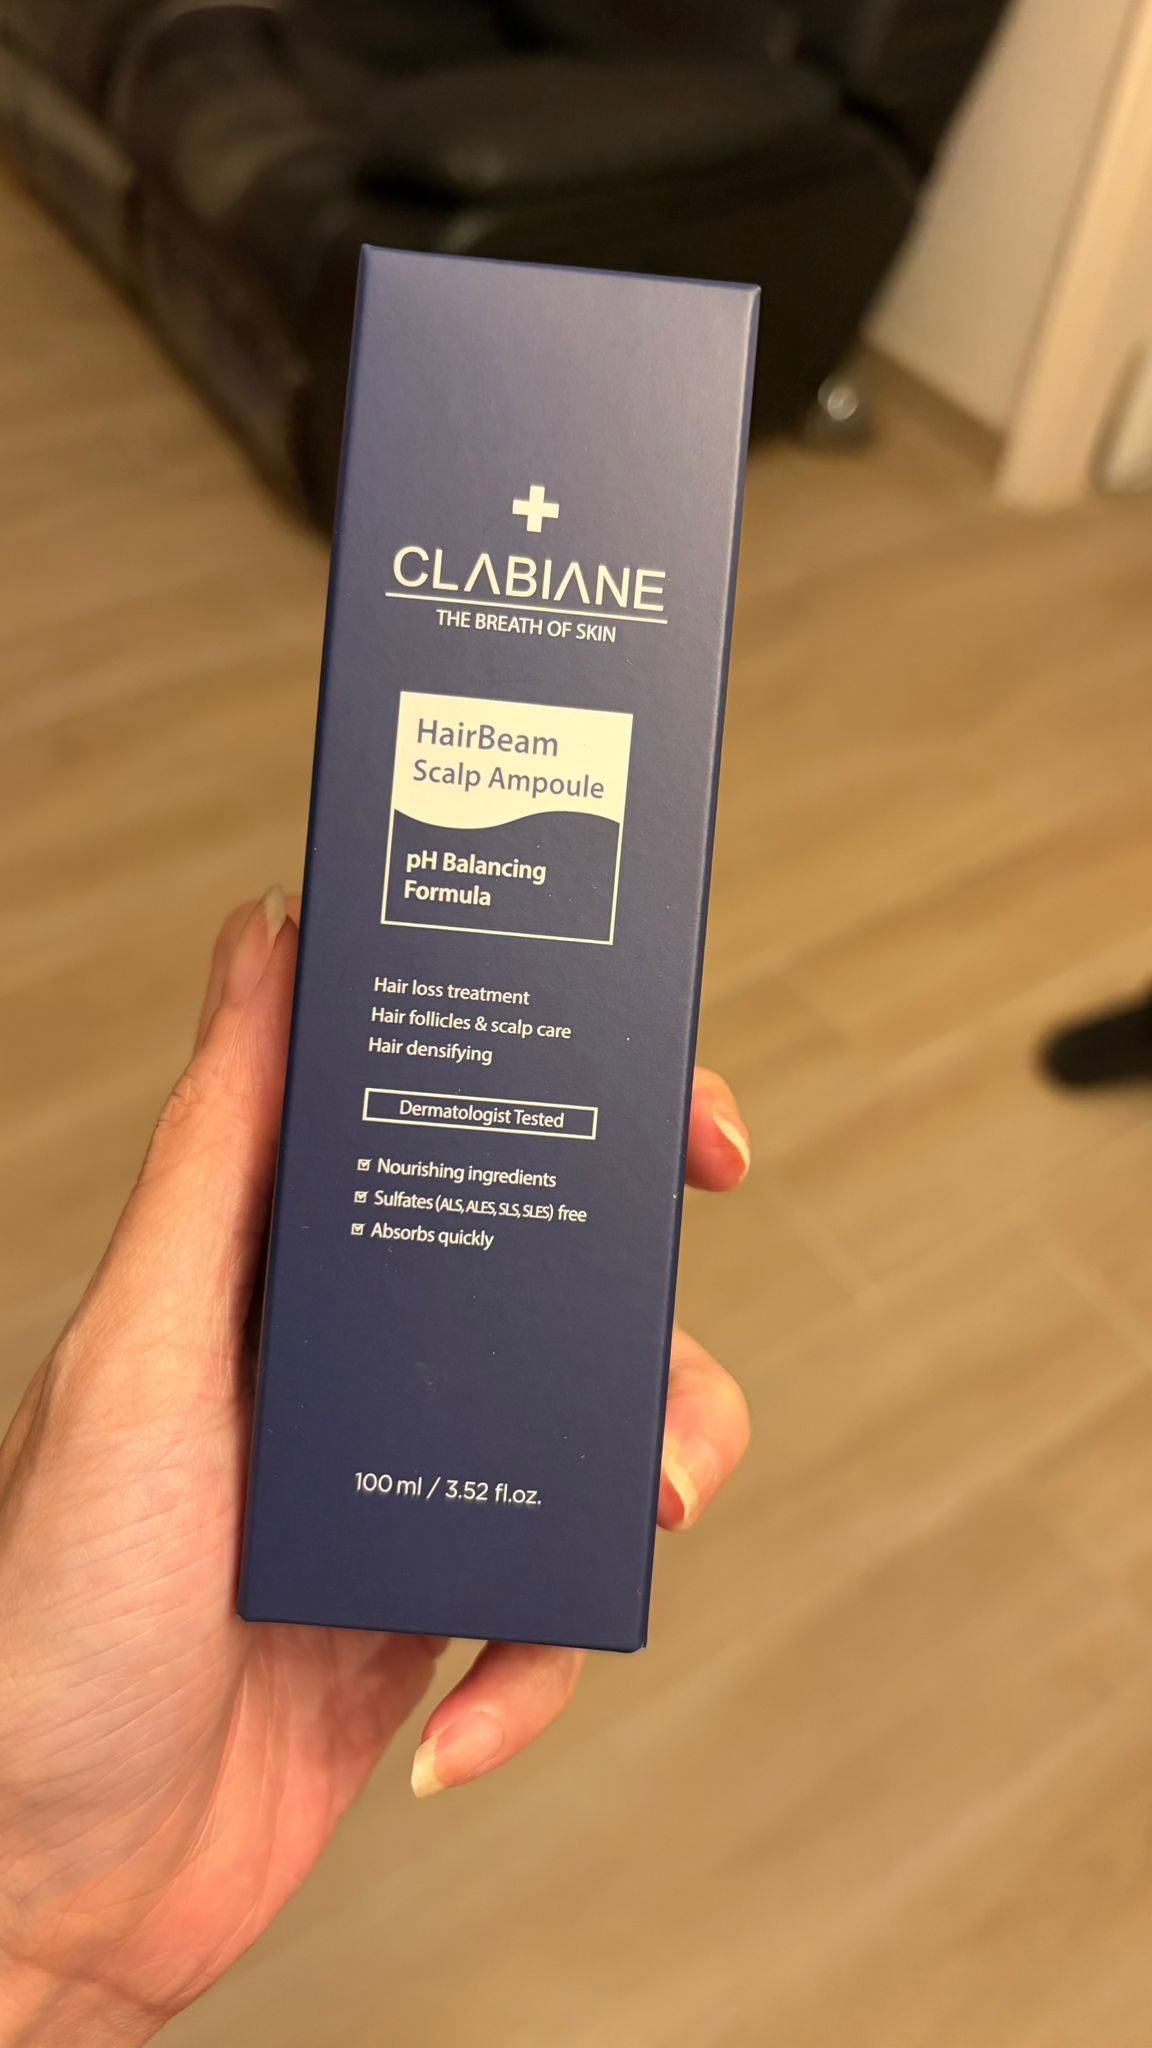 CLABIANE
THE BREATH OF SKIN
HairBeam
Scalp Ampoule
pH Balancing
Formula
Hair loss treatment
Hair follicles & scalp care
Hair densifying
Dermatologist Tested
Nourishing ingredients
Sulfates (ALS, ALES, SLS, SLES) free
Absorbs quickly
100 ml / 3.52 fl.oz.